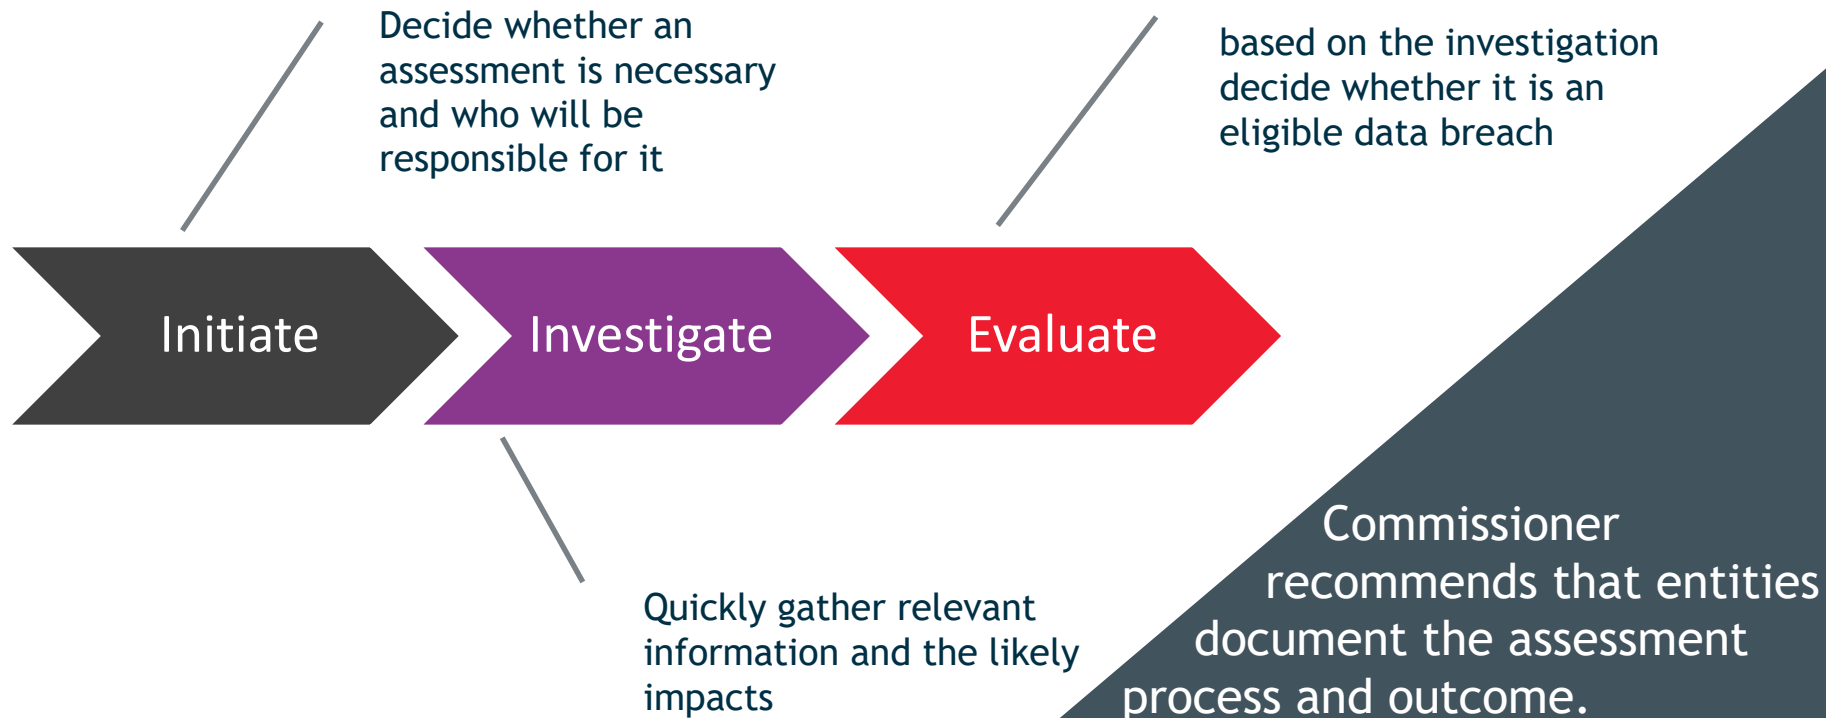 Decide whether an
assessment is necessary
and who will be
responsible for it
based on the investigation
decide whether it is an
eligible data breach
Initiate
Investigate
Evaluate
Quickly gather relevant
information and the likely
impacts
Commissioner
recommends that entities
document the assessment
process and outcome.